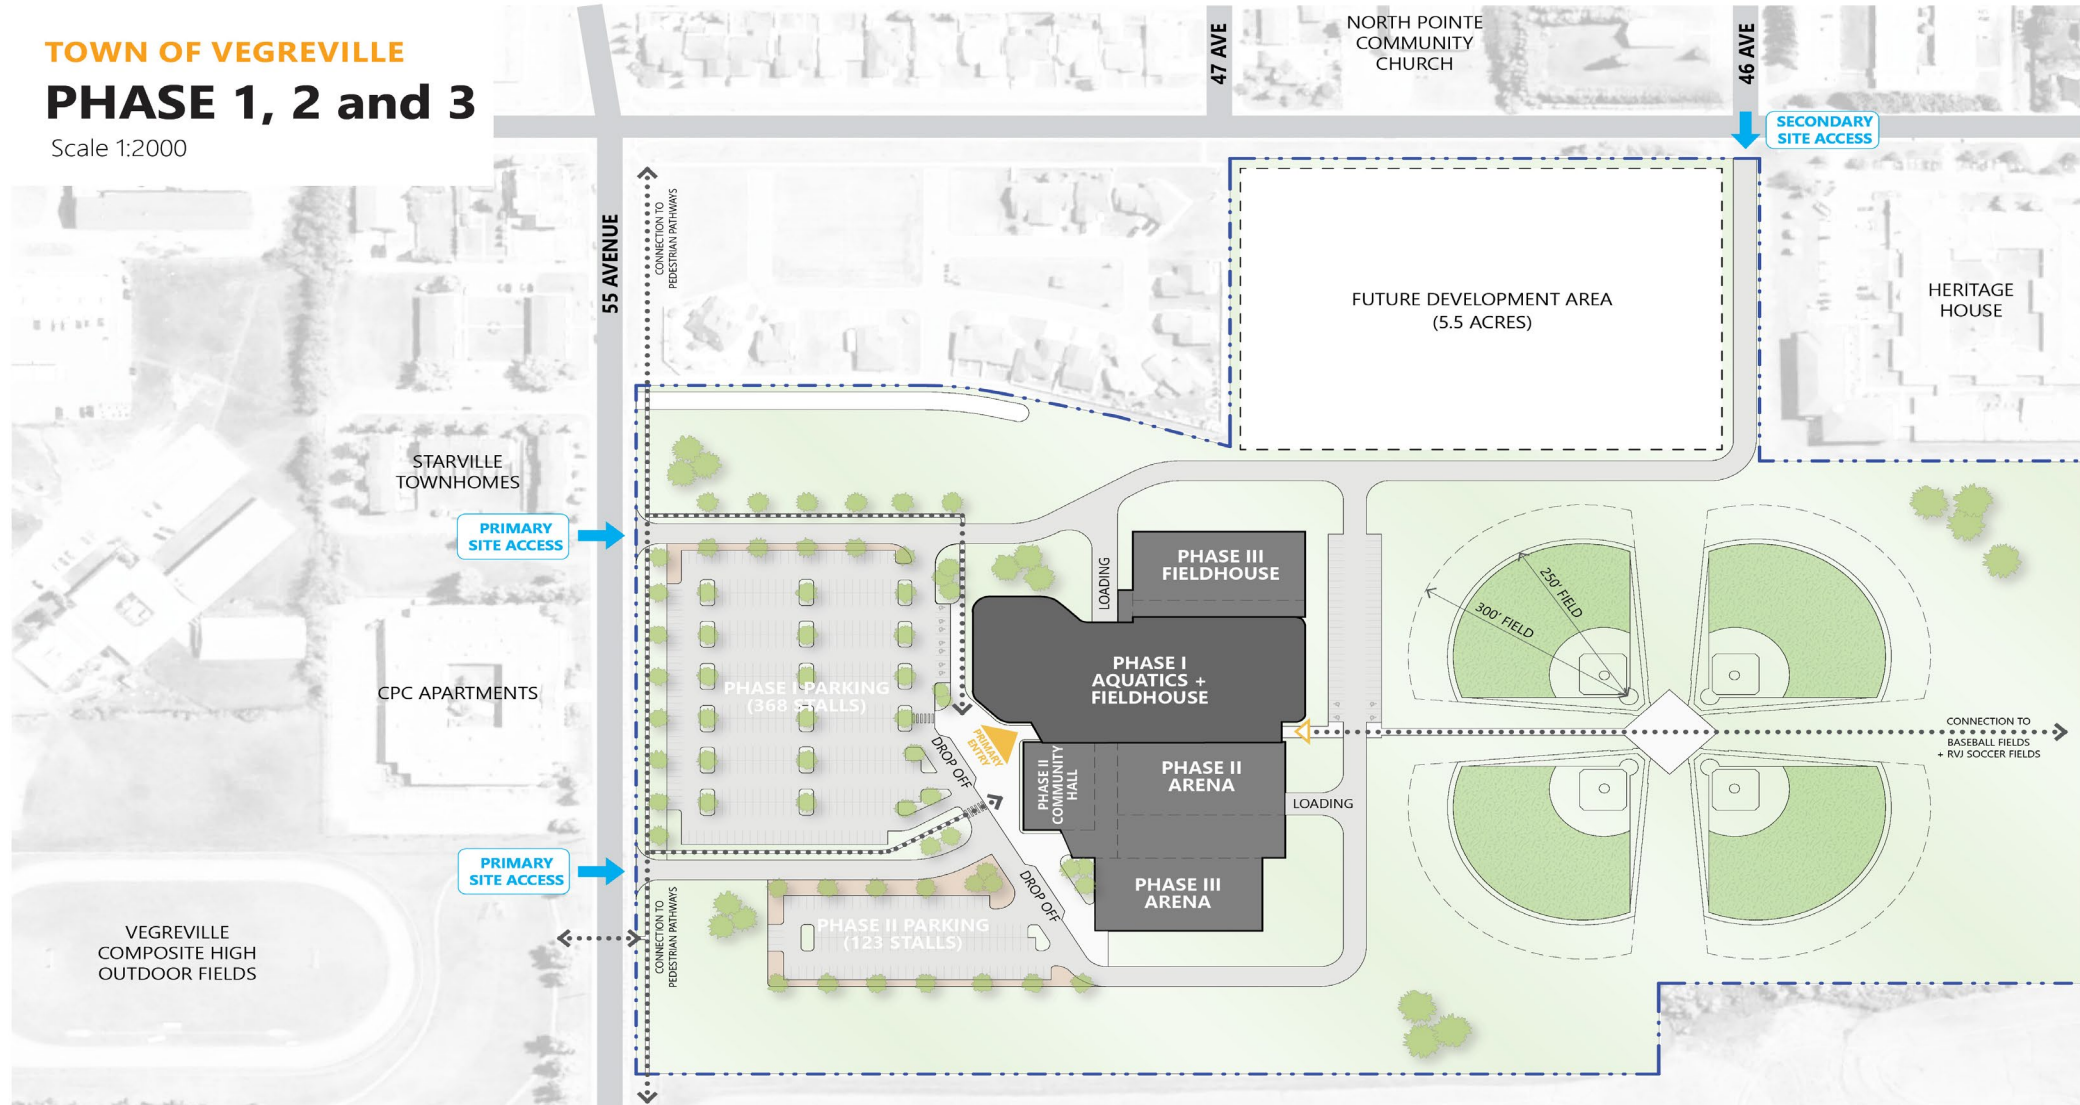 TOWN OF VEGREVILLE
PHASE 1, 2 and 3
Scale 1:2000
47 AVE
NORTH POINTE
COMMUNITY
CHURCH
46 AVE
SECONDARY
SITE ACCESS
55 AVENUE
CONNECTION TO
PEDESTRIAN PATHWAYS
FUTURE DEVELOPMENT AREA
(5.5 ACRES)
HERITAGE
HOUSE
STARVILLE
TOWNHOMES
PRIMARY
SITE ACCESS
LOADING
PHASE III
FIELDHOUSE
250' FIELD
300' FIELD
PHASE I
AQUATICS +
FIELDHOUSE
CPC APARTMENTS
PHASE I PARKING
(368 STALLS)
PRIMARY
ENTRY
DROP OFF
PHASE II
COMMUNITY
HALL
PHASE II
ARENA
LOADING
CONNECTION TO
BASEBALL FIELDS
+ RVJ SOCCER FIELDS
PRIMARY
SITE ACCESS
PHASE III
ARENA
DROP OFF
PHASE II PARKING
(123 STALLS)
CONNECTION TO
PEDESTRIAN PATHWAYS
VEGREVILLE
COMPOSITE HIGH
OUTDOOR FIELDS